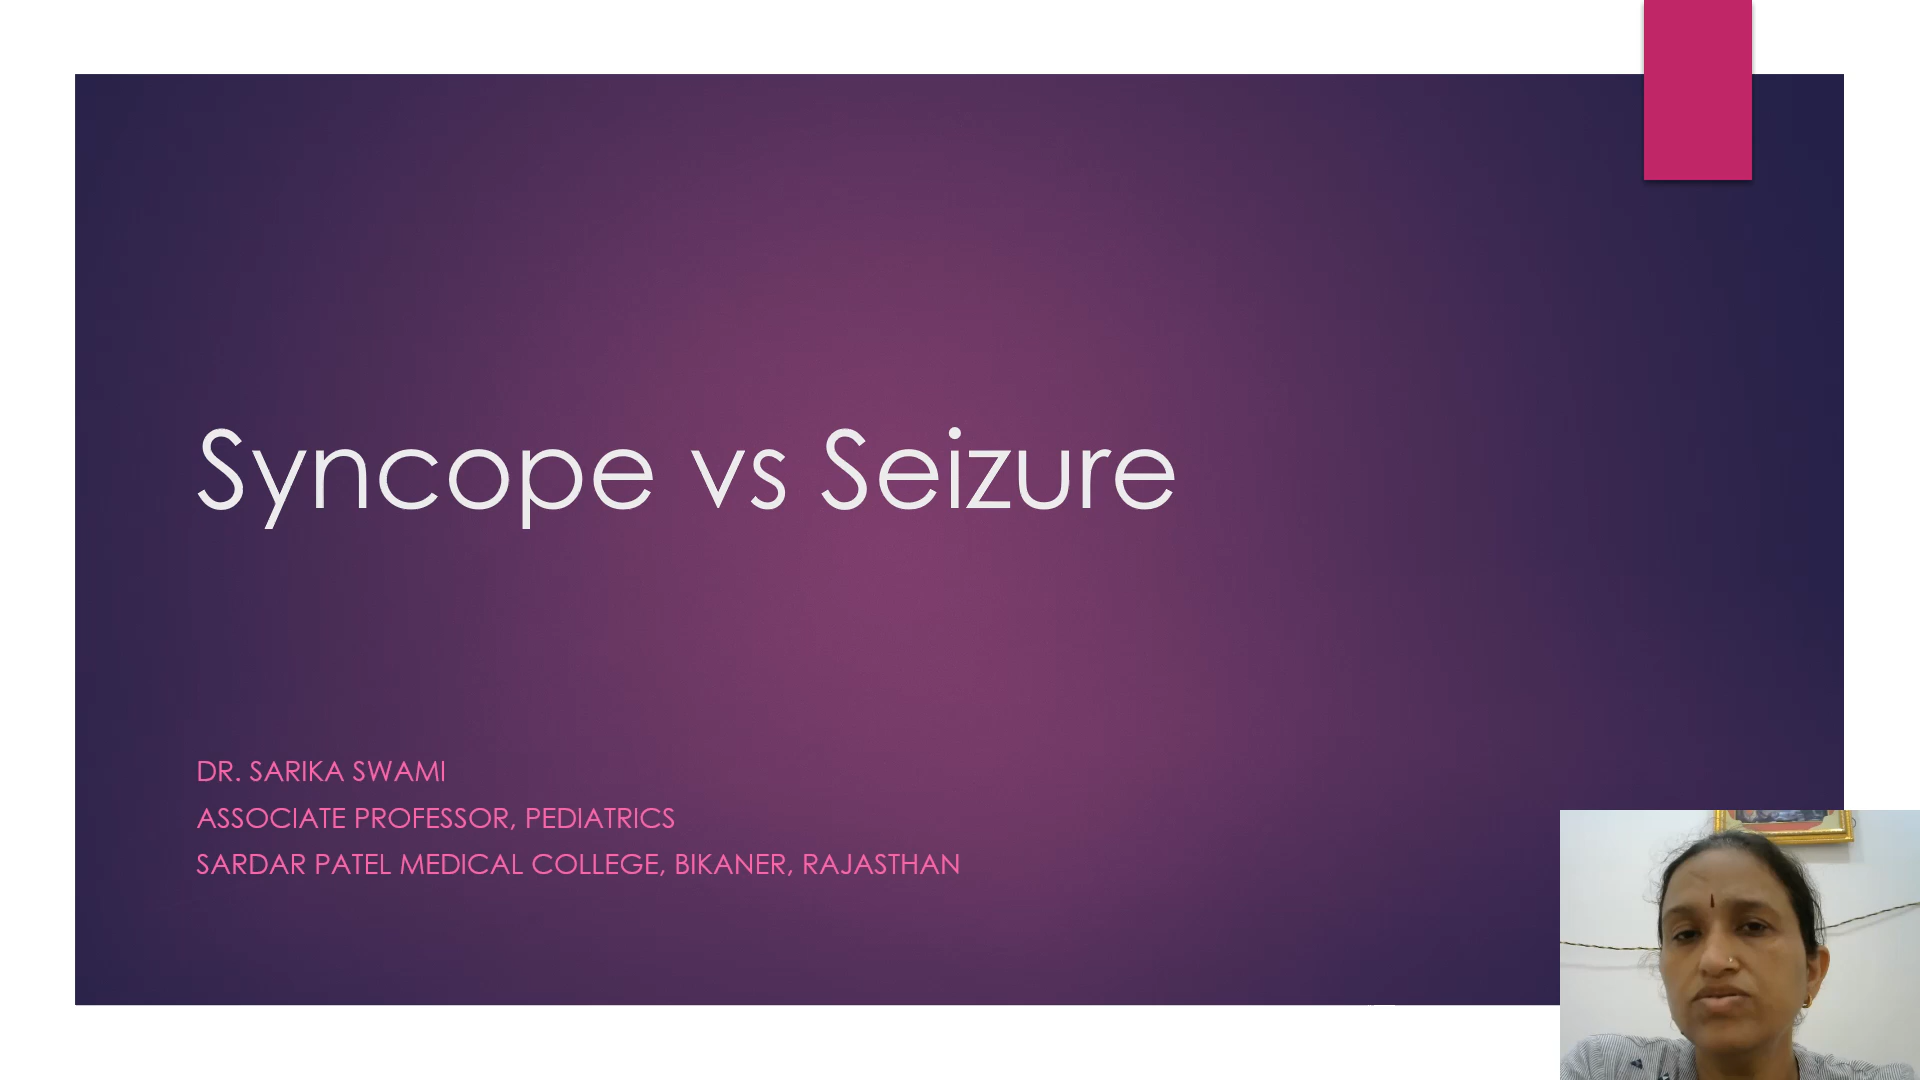 Syncope vs Seizure
DR. SARIKA SWAMI
ASSOCIATE PROFESSOR, PEDIATRICS
SARDAR PATEL MEDICAL COLLEGE, BIKANER, RAJASTHAN